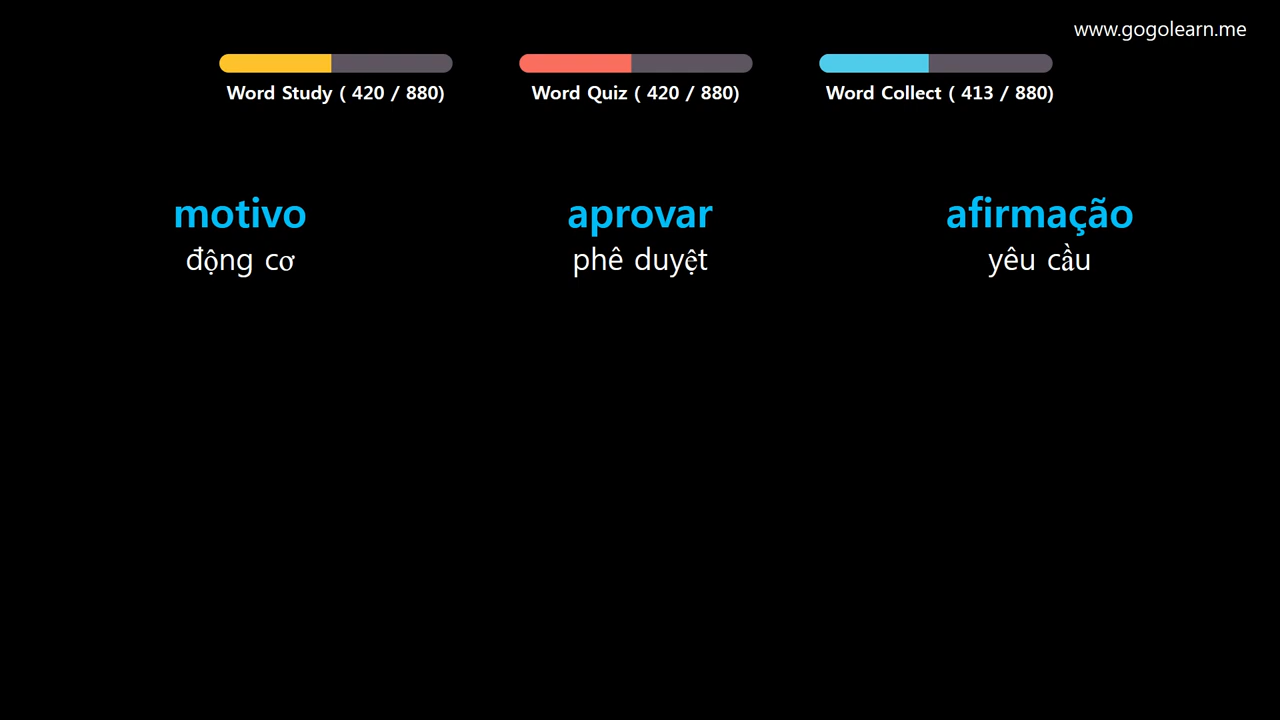 www.gogolearn.me
Word Study ( 420 / 880)
Word Quiz ( 420 / 880)
Word Collect ( 413 / 880)
motivo
động cơ
aprovar
phê duyệt
afirmação
yêu cầu